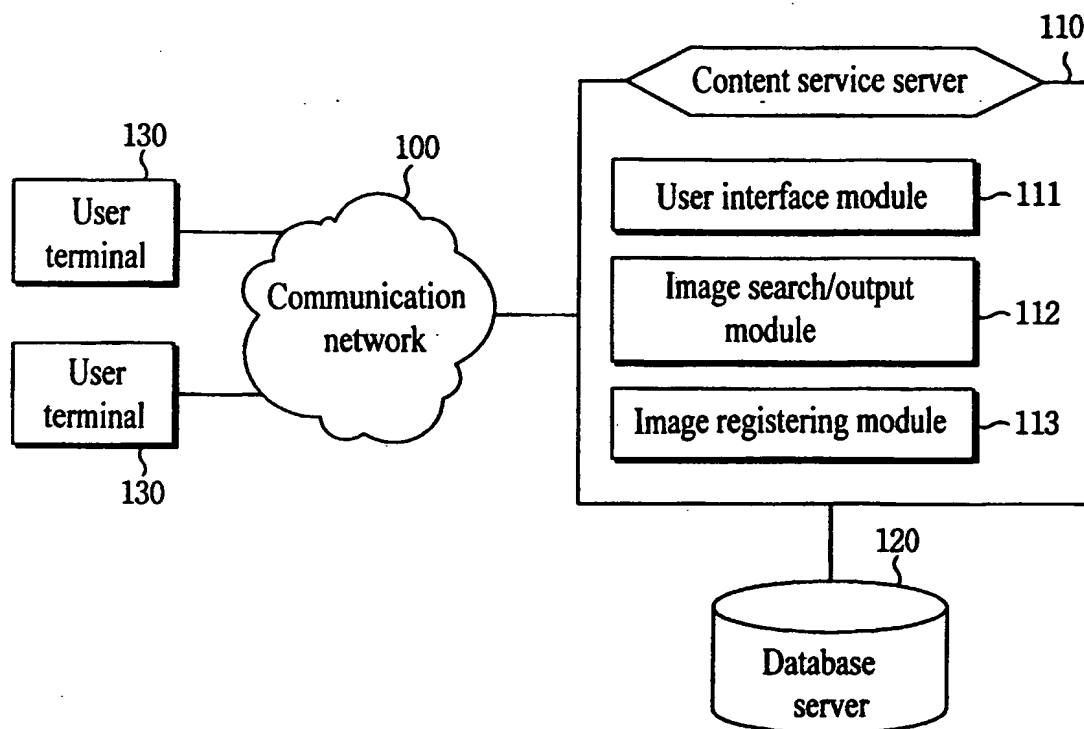 110
Content service server
130
User
terminal
100
Communication
network
User interface module
111
Image search/output
module
112
User
terminal
130
Image registering module
113
120
Database
server